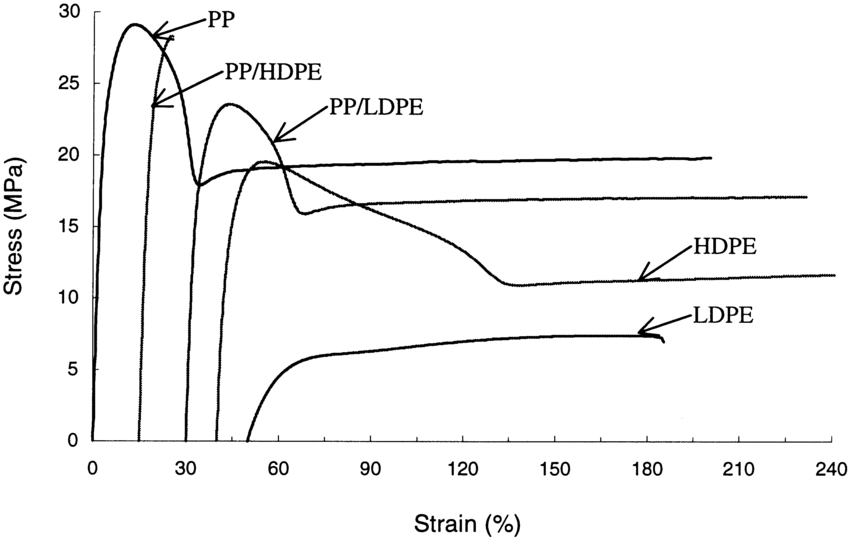 30
PP
PP/HDPE
25
PP/LDPE
20
Stress (MPa)
15
HDPE
10
LDPE
5
0
0 30 60 90 120 150 180 210 240
Strain (%)